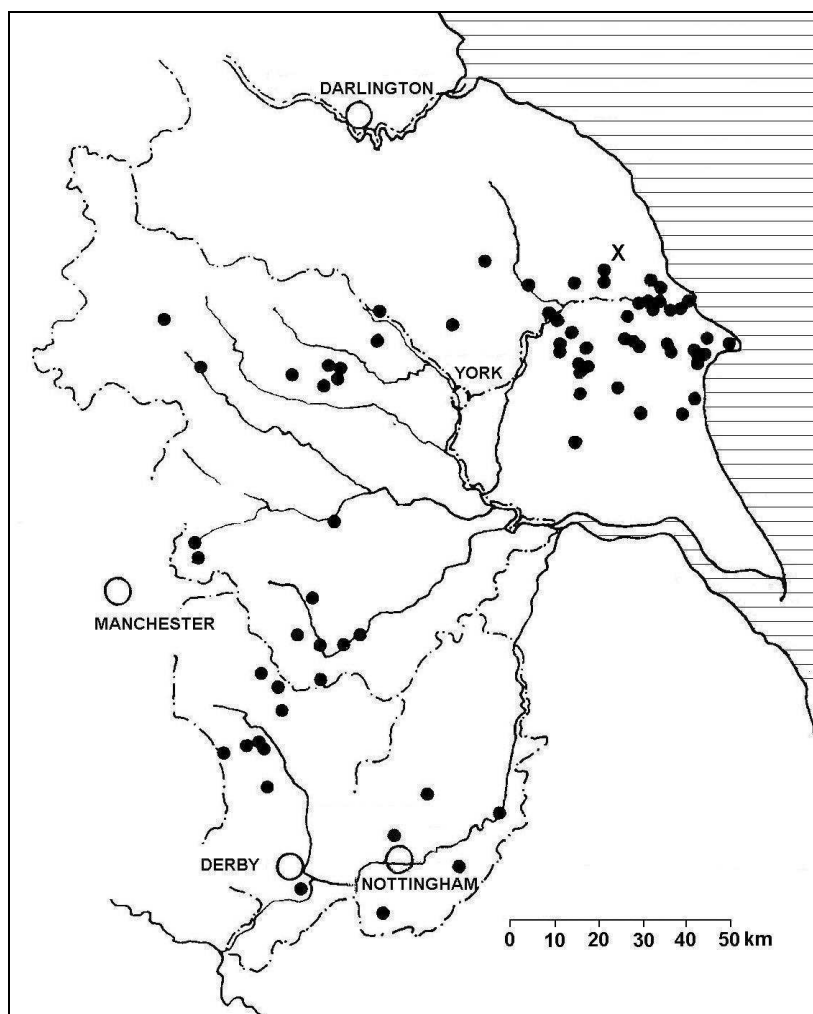 DARLINGTON
X
YORK
MANCHESTER
DERBY
NOTTINGHAM
0 10 20 30 40 50 km